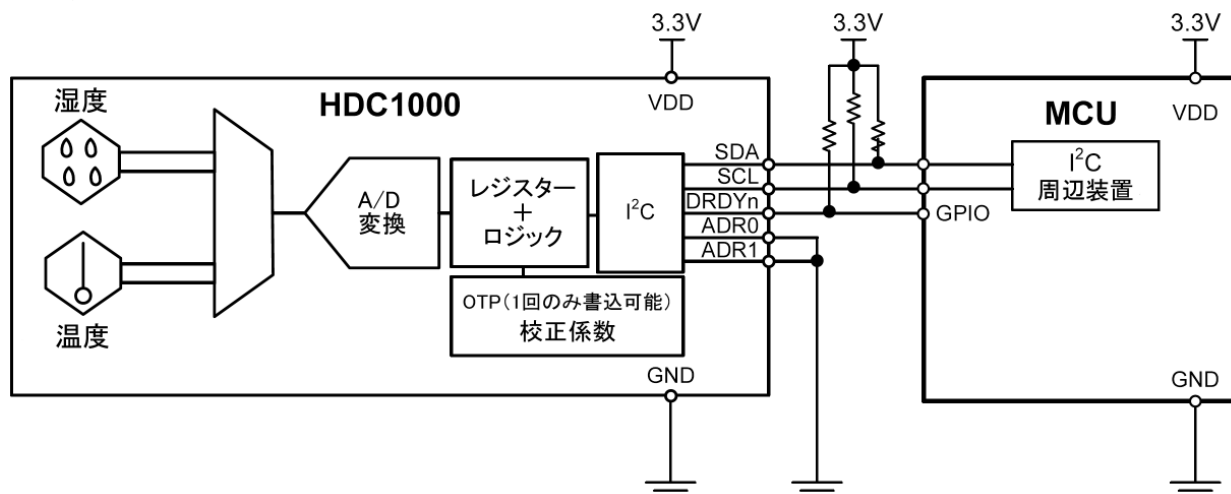 3.3V
3.3V
3.3V
HDC1000
VDD
湿度
温度
A/D
変換
レジスター
+
ロジック
I²C
OTP(1回のみ書込可能)
校正係数
SDA
SCL
DRDYn
ADR0
ADR1
GND
MCU
VDD
I²C
周辺装置
GPIO
GND